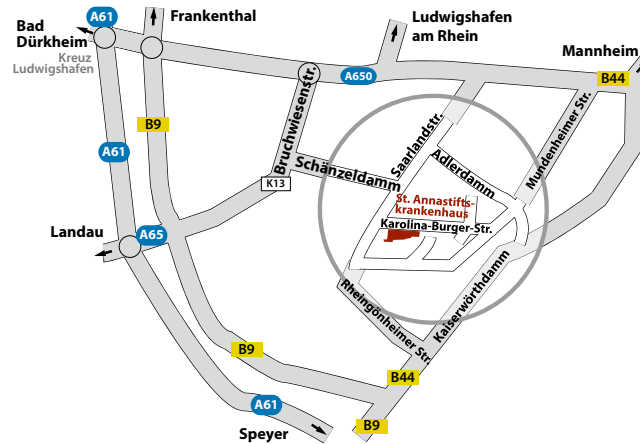 A61
Frankenthal
Bad
Dürkheim
Kreuz
Ludwigshafen
Ludwigshafen
am Rhein
Mannheim
A650
B44
B9
A61
Bruchwiesenstr.
Saarlandstr.
Mundenheimer Str.
Adlerdamm
Schänzeldamm
K13
St. Annastifts-
krankenhaus
Karolina-Burger-Str.
Landau
A65
Kaiserwörthdamm
Rheingönheimer Str.
B9
B44
A61
B9
Speyer